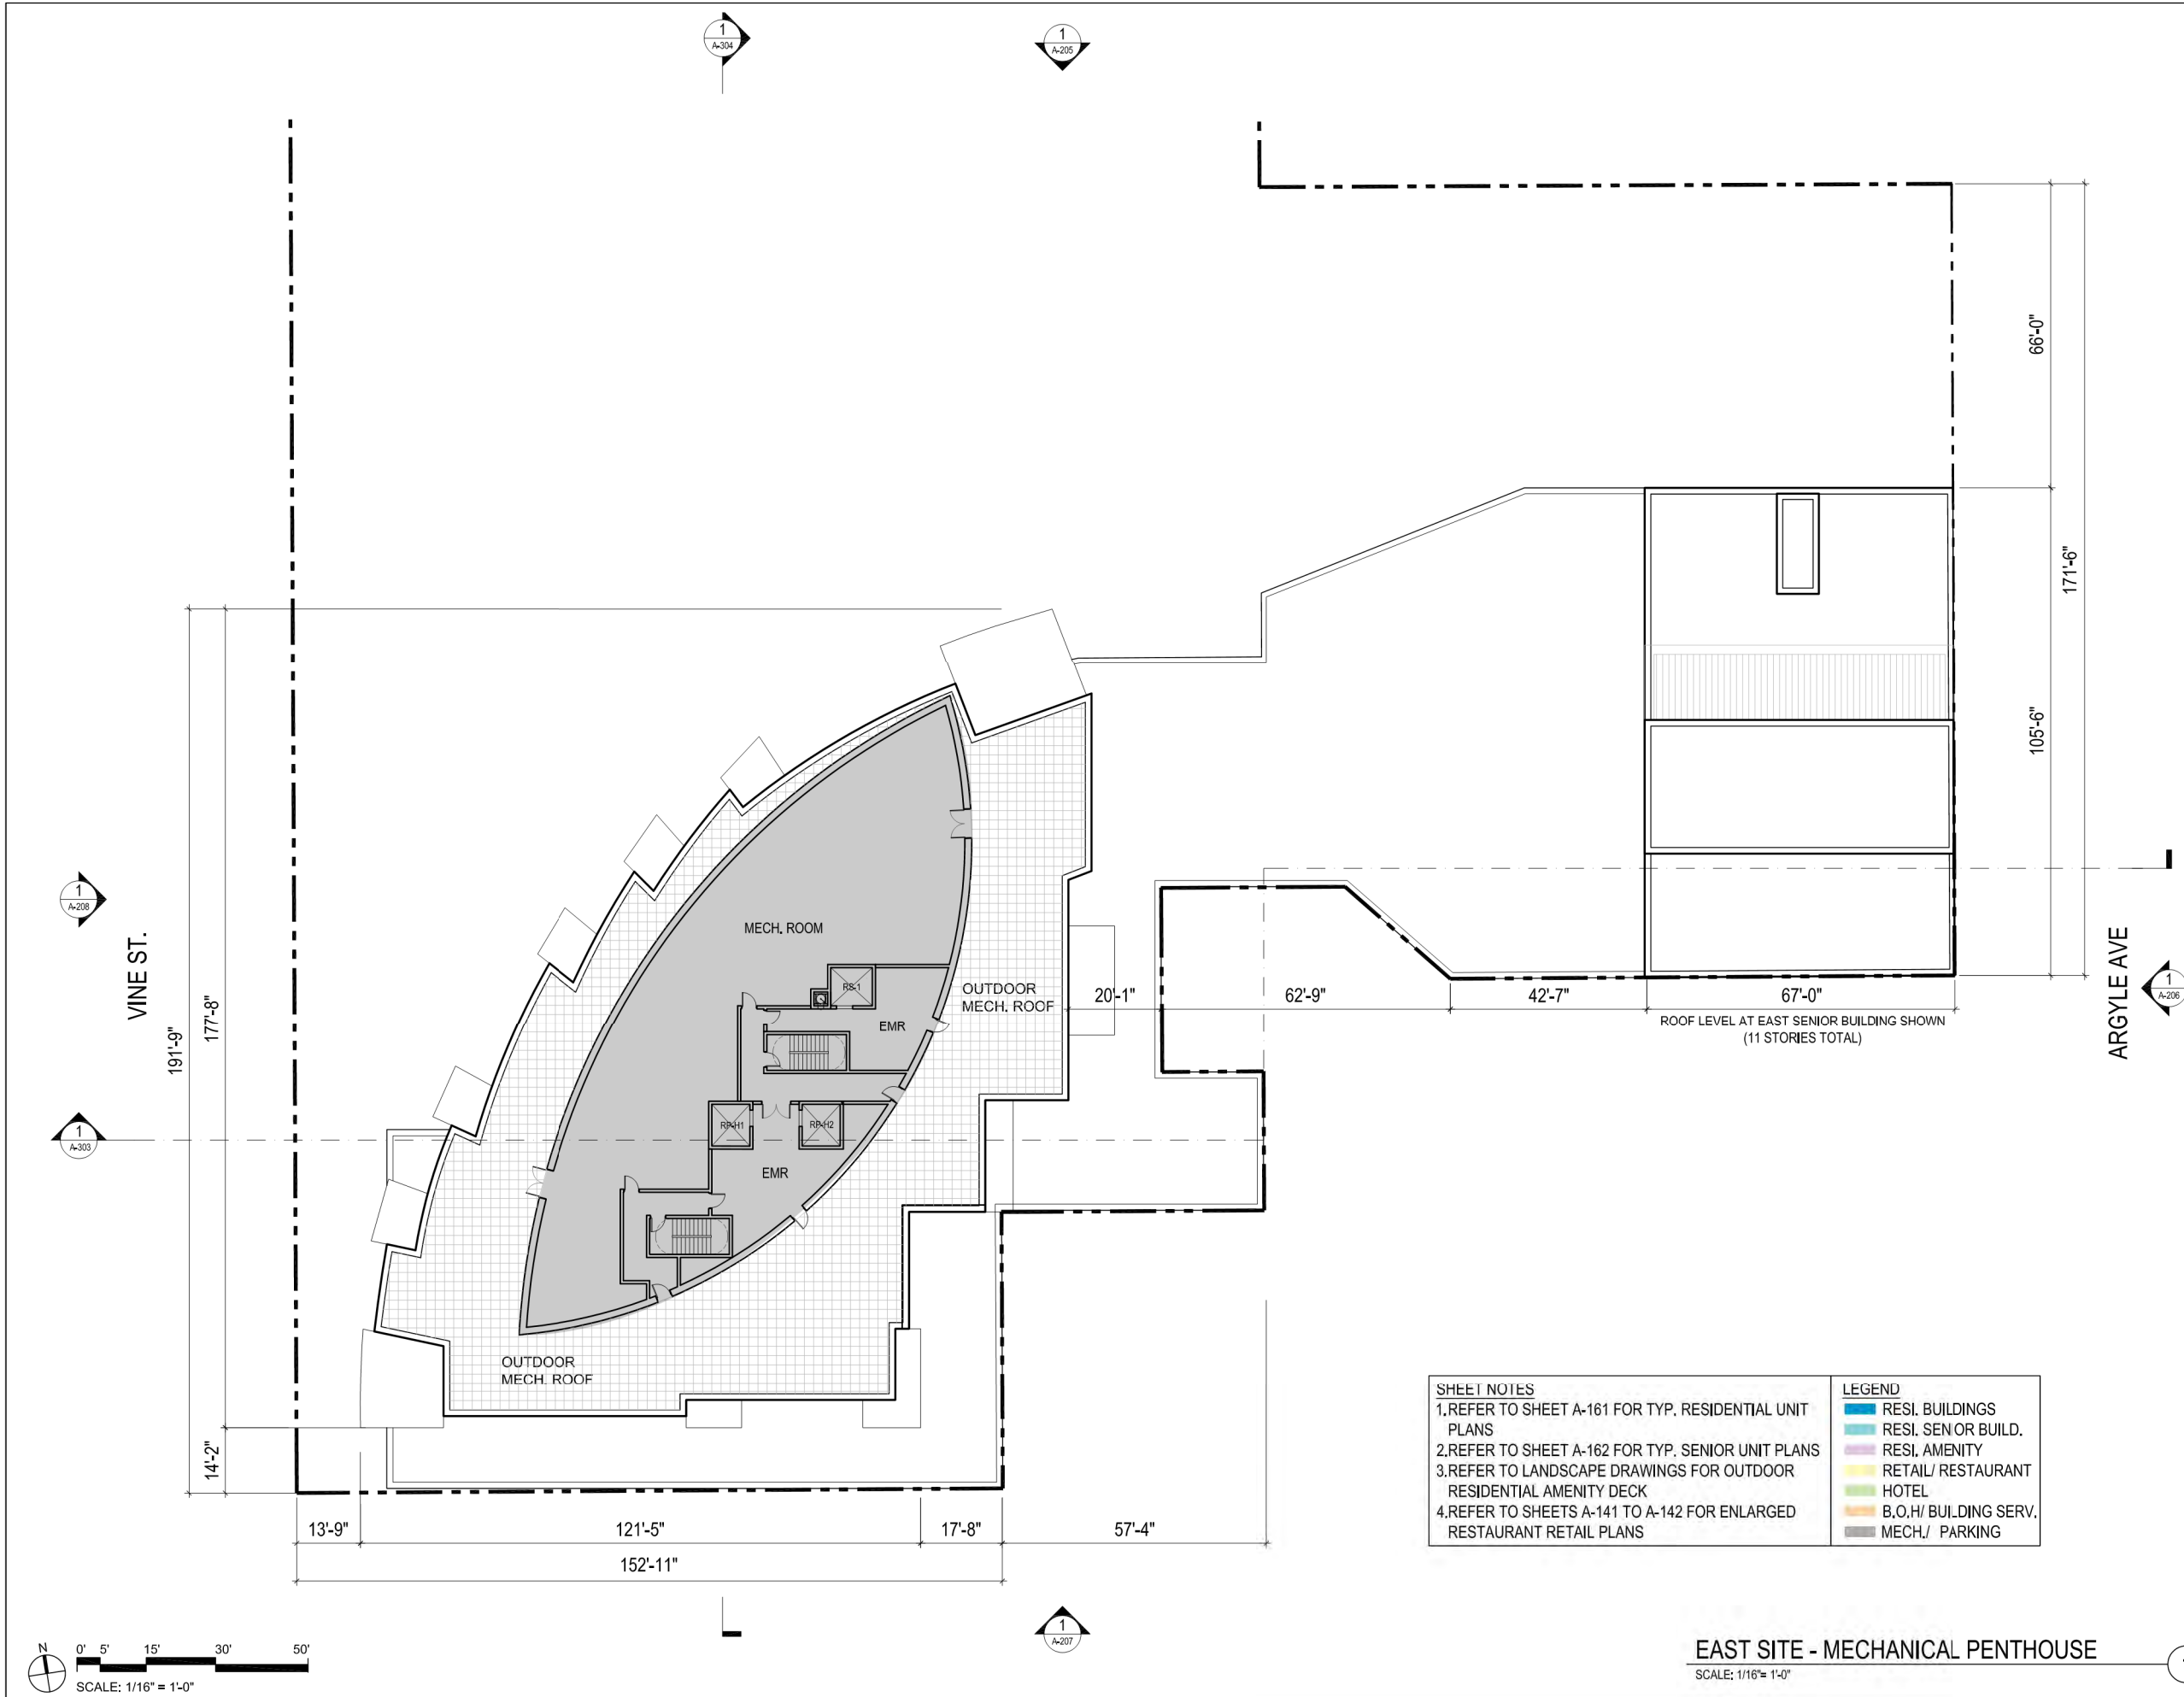 1
A-304
1
A-205
66'-0"
171'-6"
105'-6"
191'-9"
177'-8"
14'-2"
1
A-208
VINE ST.
1
A-303
MECH. ROOM
RS-1
EMR
OUTDOOR
MECH. ROOF
RP-H1
RP-H2
EMR
OUTDOOR
MECH. ROOF
20'-1"
62'-9"
42'-7"
67'-0"
ROOF LEVEL AT EAST SENIOR BUILDING SHOWN
(11 STORIES TOTAL)
ARGYLE AVE
1
A-206
13'-9"
121'-5"
17'-8"
57'-4"
152'-11"
SHEET NOTES
1.REFER TO SHEET A-161 FOR TYP. RESIDENTIAL UNIT
PLANS
2.REFER TO SHEET A-162 FOR TYP. SENIOR UNIT PLANS
3.REFER TO LANDSCAPE DRAWINGS FOR OUTDOOR
RESIDENTIAL AMENITY DECK
4.REFER TO SHEETS A-141 TO A-142 FOR ENLARGED
RESTAURANT RETAIL PLANS
LEGEND
RESI. BUILDINGS
RESI. SENIOR BUILD.
RESI. AMENITY
RETAIL/ RESTAURANT
HOTEL
B.O.H/ BUILDING SERV.
MECH./ PARKING
1
A-207
N
0' 5' 15' 30' 50'
SCALE: 1/16" = 1'-0"
EAST SITE - MECHANICAL PENTHOUSE
SCALE: 1/16"= 1'-0"